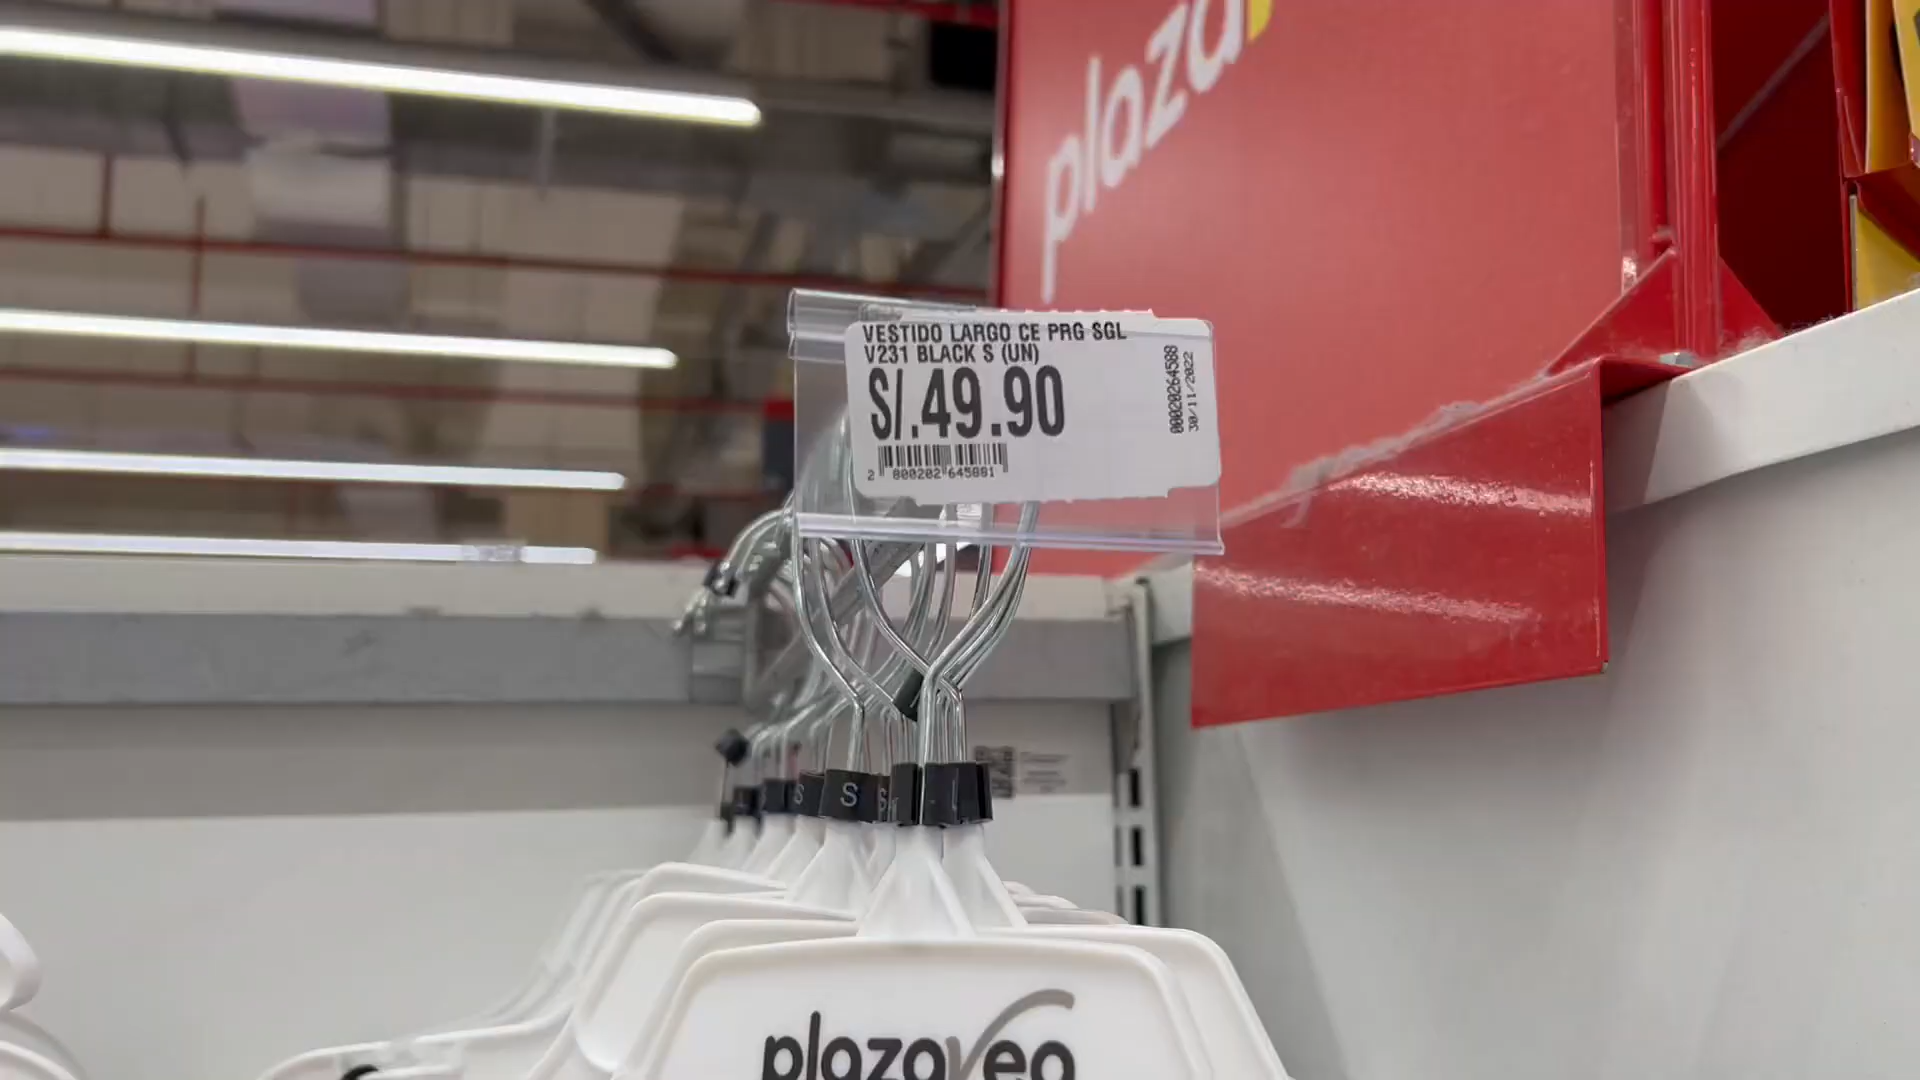 plaza
VESTIDO LARGO CE PRG SGL
V231 BLACK S (UN)
S/.49.90
2 800202 645881
00020264588
30/11/2022
S
S
S
plazavea